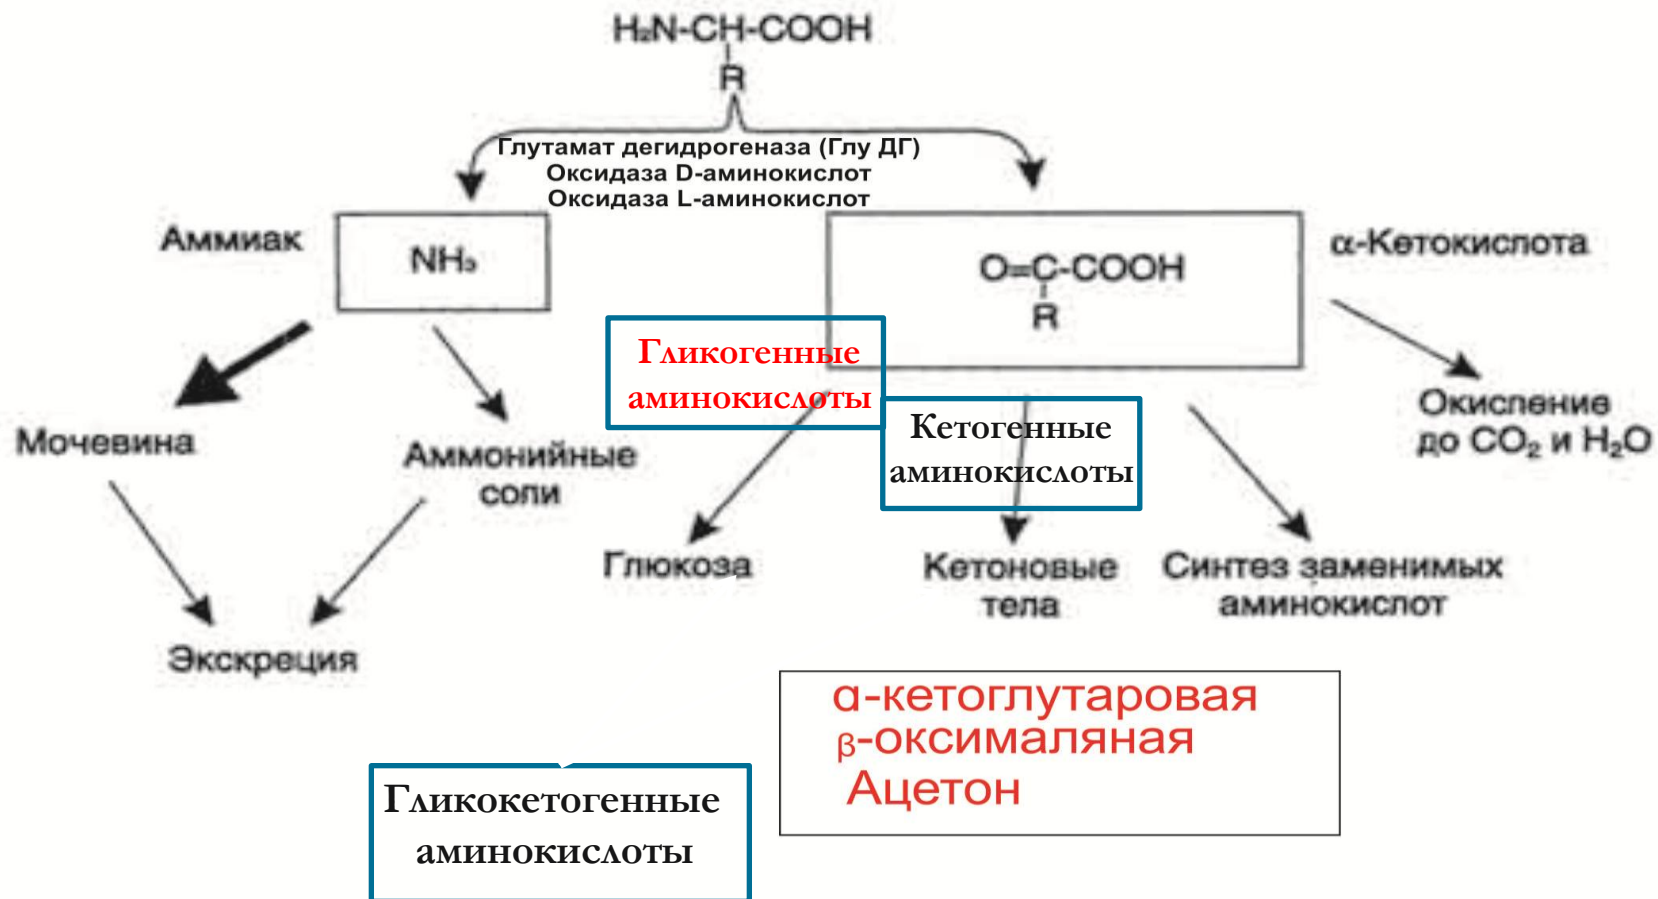 H₂N-CH-COOH
R
Глутамат дегидрогеназа (Глу ДГ)
Оксидаза D-аминокислот
Оксидаза L-аминокислот
Аммиак
NH₃
O=C-COOH
R
α-Кетокислота
Гликогенные
аминокислоты
Кетогенные
аминокислоты
Мочевина
Аммонийные
соли
Окисление
до CO₂ и H₂O
Глюкоза
Кетоновые
тела
Синтез заменимых
аминокислот
Экскреция
α-кетоглутаровая
β-оксималяная
Ацетон
Гликокетогенные
аминокислоты